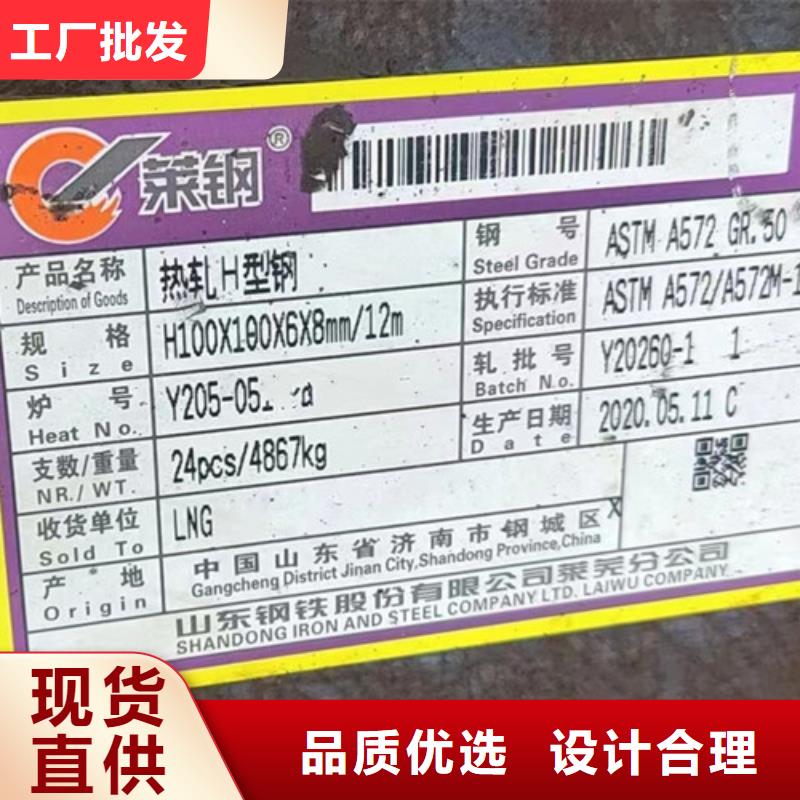 工厂批发
莱钢®
产品名称 热轧H型钢 钢号 ASTM A572 GR.50
Description of Goods Steel Grade
规格 H100X100X6X8mm/12m 执行标准 ASTM A572/A572M-1
Size Specification
炉号 Y205-05 轧批号 Y20260-1 1
Heat No. Batch No.
支数/重量 24pcs/4867kg 生产日期 2020.05.11 C
NR./WT. Date
收货单位 LNG X
Sold To
产地 中国山东省济南市钢城区
Origin Gangcheng District Jinan City,Shandong Province,China
山东钢铁股份有限公司莱芜分公司
SHANDONG IRON AND STEEL COMPANY LTD. LAIWU COMPANY
现货
直供
品质优选 设计合理